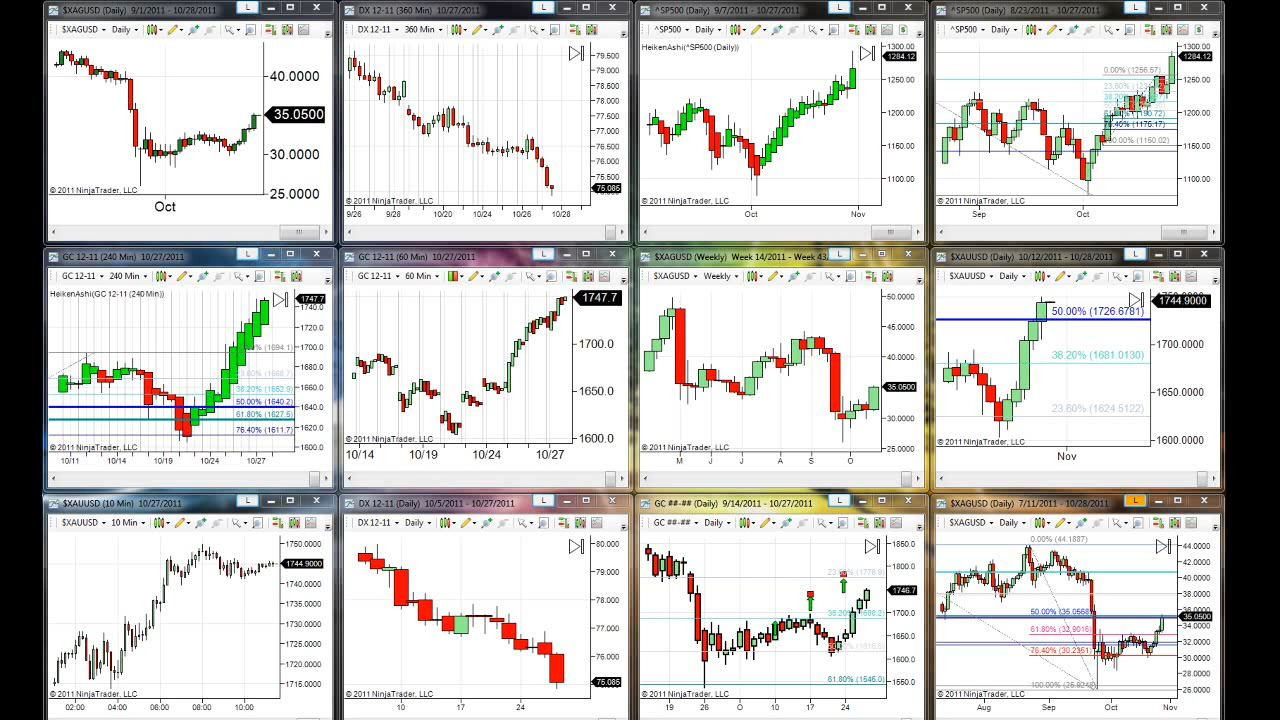 $XAGUSD (Daily) 9/1/2011 - 10/28/2011
$XAGUSD Daily
40.0000
35.0500
30.0000
25.0000
© 2011 NinjaTrader, LLC
Oct
DX 12-11 (360 Min) 10/27/2011
DX 12-11 360 Min
79.500
79.000
78.500
78.000
77.500
77.000
76.500
76.000
75.500
75.085
© 2011 NinjaTrader, LLC
9/26 9/28 10/20 10/24 10/26 10/28
^SP500 (Daily) 9/7/2011 - 10/27/2011
^SP500 Daily
HeikenAshi(^SP500 (Daily))
1300.00
1284.12
1250.00
1200.00
1150.00
1100.00
© 2011 NinjaTrader, LLC
Oct Nov
^SP500 (Daily) 8/23/2011 - 10/27/2011
^SP500 Daily
1300.00
1284.12
0.00% (1256.67)
1250.00
1200.00
1150.00
1100.00
© 2011 NinjaTrader, LLC
Sep Oct
GC 12-11 (240 Min) 10/27/2011
GC 12-11 240 Min
HeikenAshi(GC 12-11 (240 Min))
1747.7
1740.0
1720.0
1700.0
1680.0
1660.0
38.20% (1652.9)
50.00% (1640.2)
1640.0
61.80% (1627.5)
1620.0
76.40% (1611.7)
1600.0
© 2011 NinjaTrader, LLC
10/11 10/14 10/19 10/24 10/27
GC 12-11 (60 Min) 10/27/2011
GC 12-11 60 Min
1747.7
1700.0
1650.0
1600.0
© 2011 NinjaTrader, LLC
10/14 10/19 10/24 10/27
$XAGUSD (Weekly) Week 14/2011 - Week 43,
$XAGUSD Weekly
50.0000
45.0000
40.0000
35.0500
30.0000
25.0000
© 2011 NinjaTrader, LLC
M J J A S O
$XAUUSD (Daily) 10/12/2011 - 10/28/2011
$XAUUSD Daily
1744.9000
50.00% (1726.6781)
1700.0000
38.20% (1681.0130)
1650.0000
23.60% (1624.5122)
1600.0000
© 2011 NinjaTrader, LLC
Nov
$XAUUSD (10 Min) 10/27/2011
$XAUUSD 10 Min
1750.0000
1744.9000
1740.0000
1735.0000
1730.0000
1725.0000
1720.0000
1715.0000
© 2011 NinjaTrader, LLC
02:00 04:00 06:00 08:00 10:00
DX 12-11 (Daily) 10/5/2011 - 10/27/2011
DX 12-11 Daily
80.000
79.000
78.000
77.000
76.000
75.085
© 2011 NinjaTrader, LLC
10 17 24
GC ##-## (Daily) 9/14/2011 - 10/27/2011
GC ##-## Daily
1850.0
1800.0
1746.7
1700.0
1650.0
1600.0
61.80% (1545.0)
1550.0
© 2011 NinjaTrader, LLC
19 26 O 10 17 24
$XAGUSD (Daily) 7/11/2011 - 10/28/2011
$XAGUSD Daily
0.00% (44.1887)
44.0000
42.0000
40.0000
38.0000
50.00% (35.0568)
35.0500
34.0000
61.80% (32.9016)
32.0000
76.40% (30.2351)
30.0000
28.0000
26.0000
© 2011 NinjaTrader, LLC
Aug Sep Oct Nov